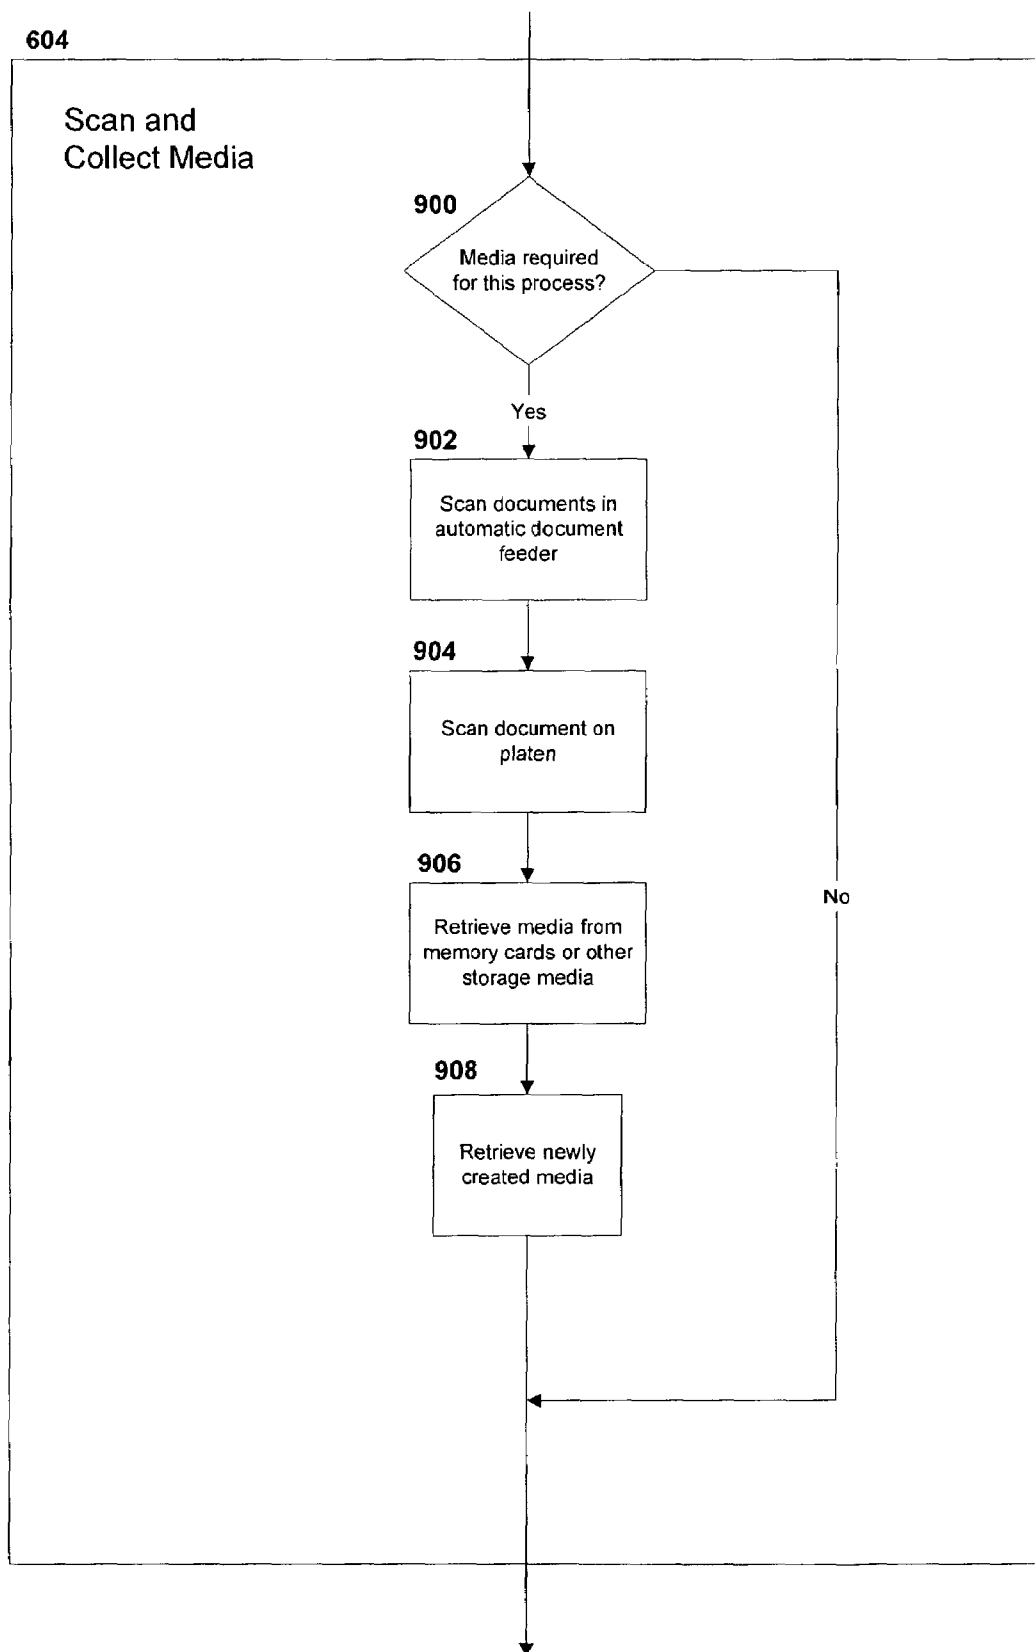 604
Scan and
Collect Media
900
Media required
for this process?
Yes
902
Scan documents in
automatic document
feeder
904
Scan document on
platen
906
Retrieve media from
memory cards or other
storage media
No
908
Retrieve newly
created media